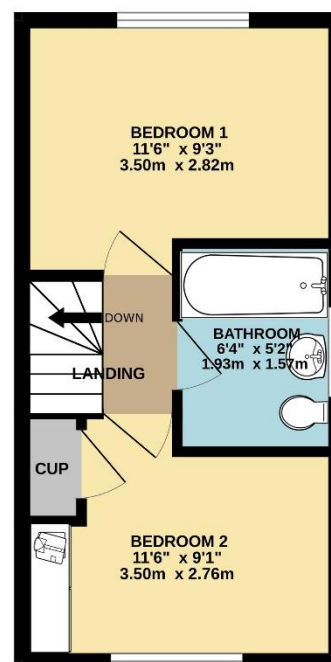 BEDROOM 1
11'6" x 9'3"
3.50m x 2.82m
DOWN
BATHROOM
6'4" x 5'2"
1.93m x 1.57m
LANDING
CUP
BEDROOM 2
11'6" x 9'1"
3.50m x 2.76m